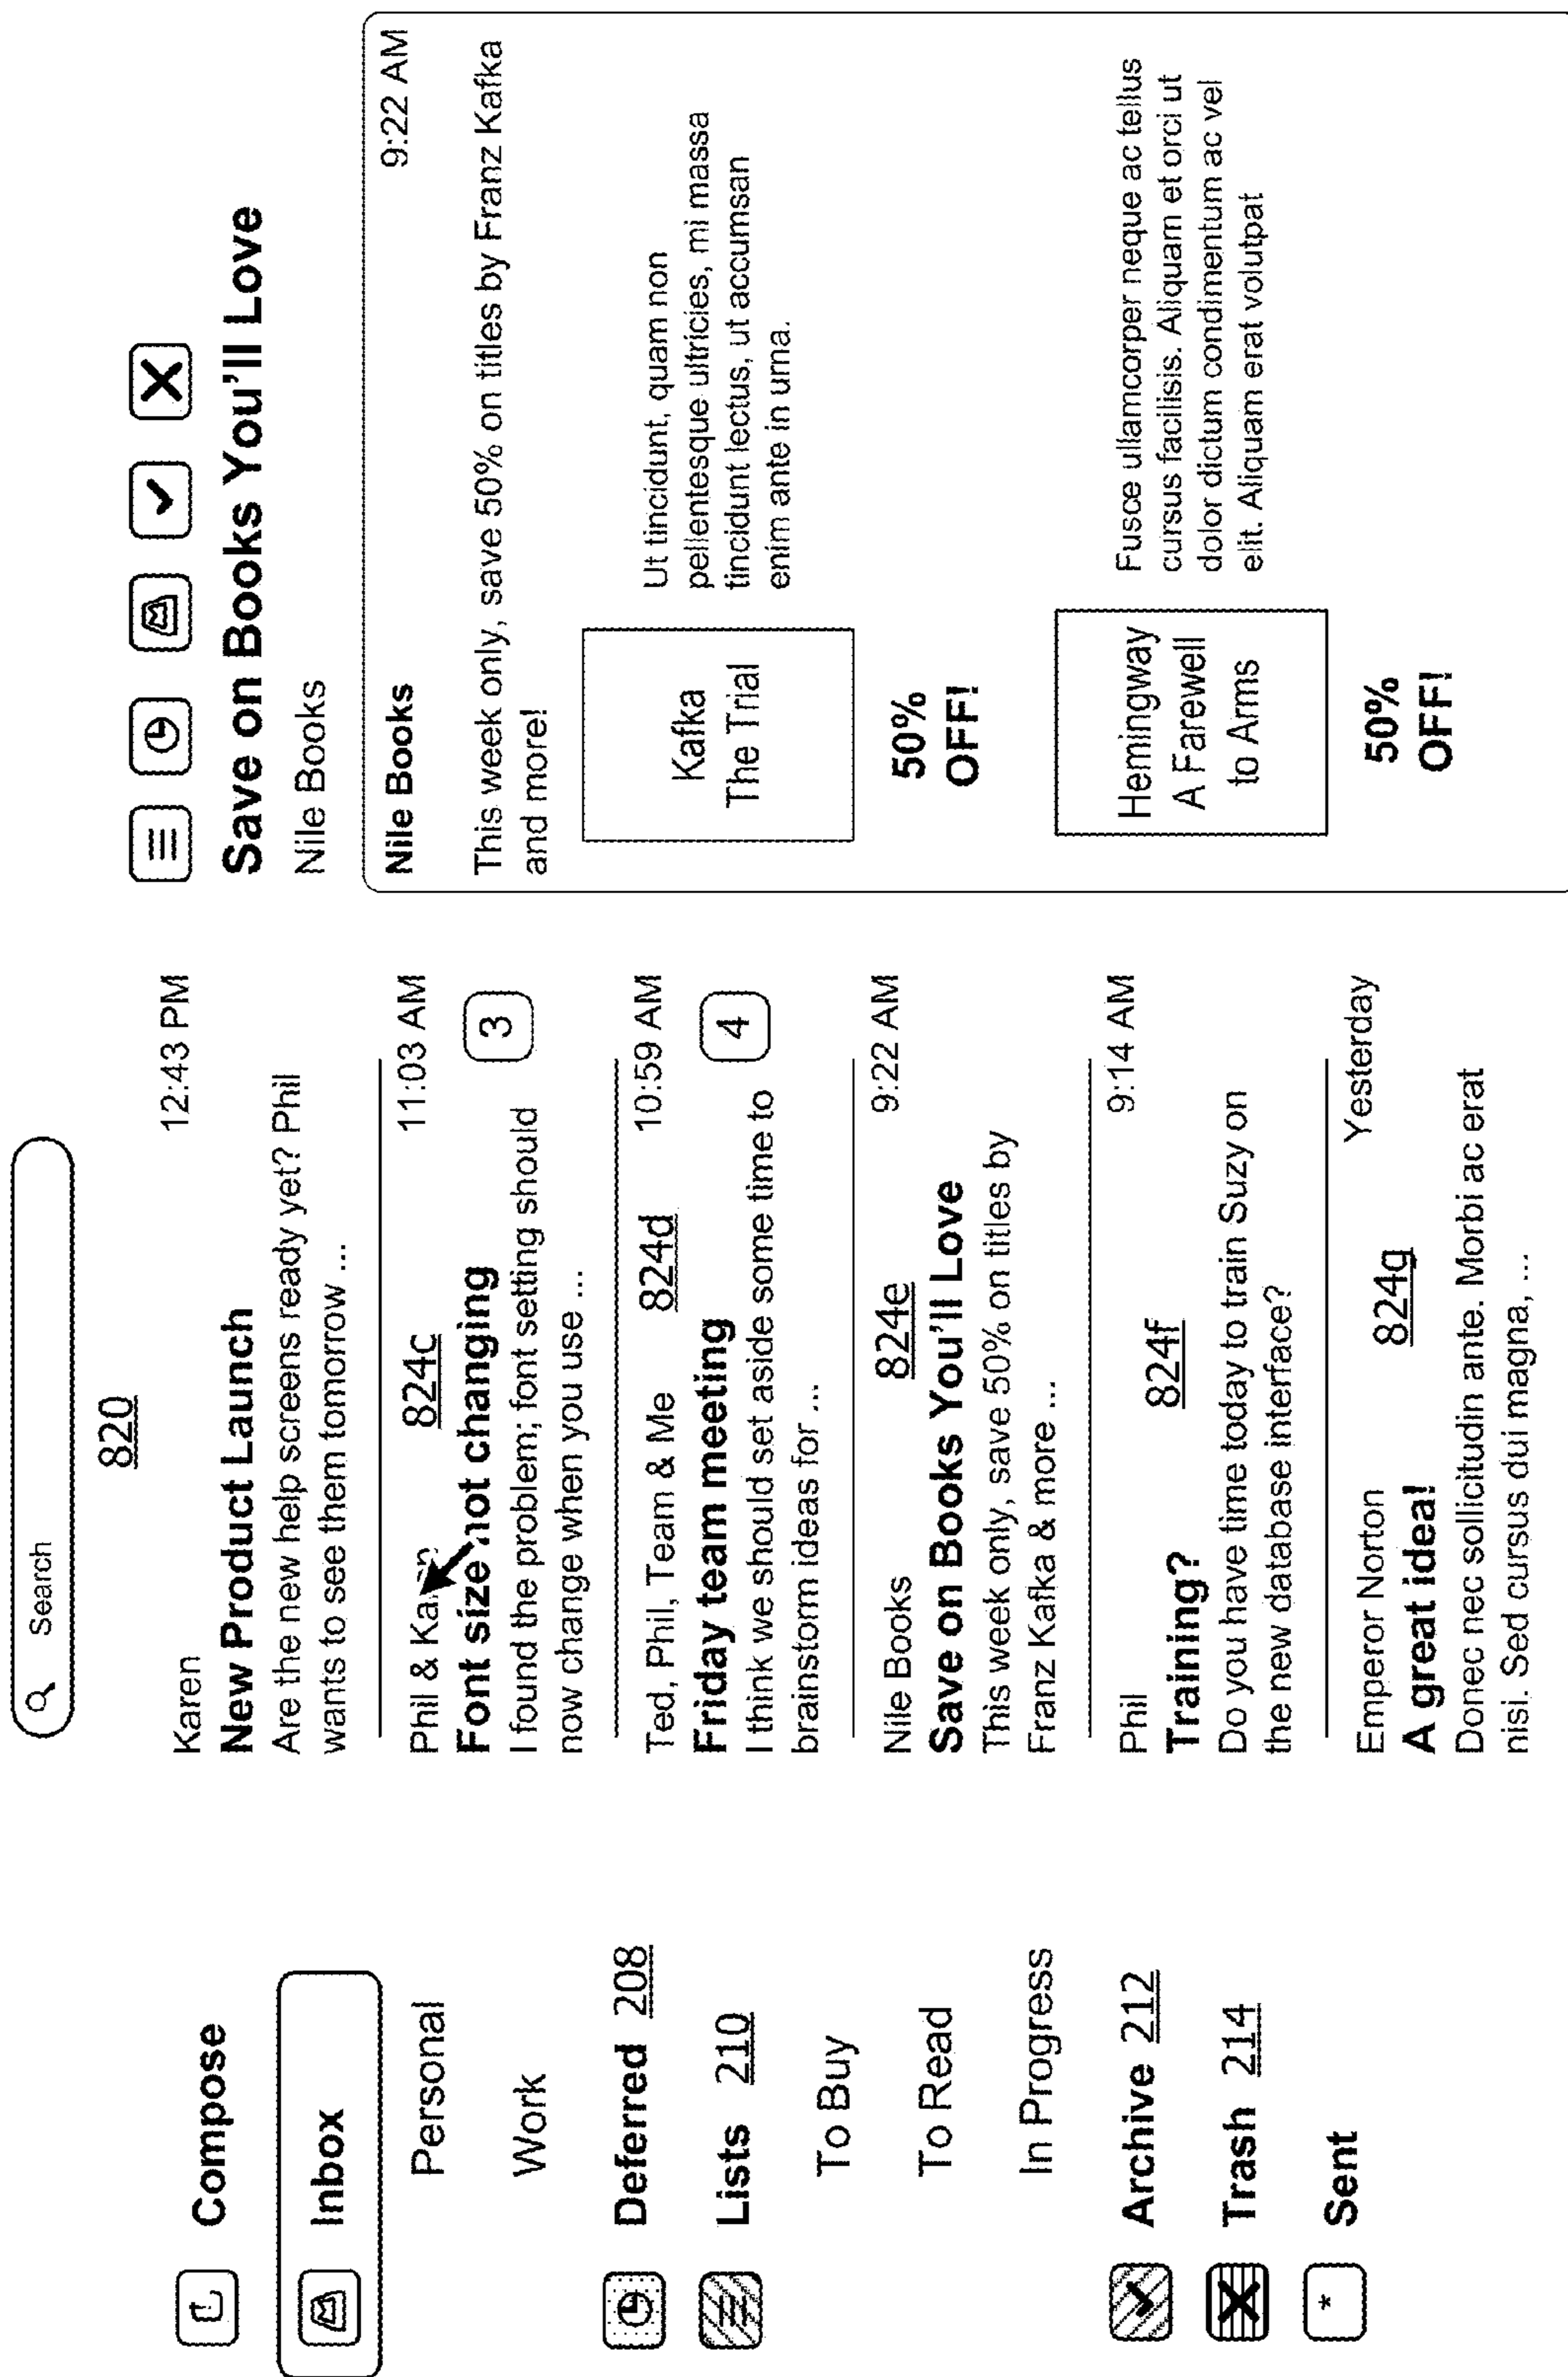 Compose
Inbox
Personal
Work
Deferred 208
Lists 210
To Buy
To Read
In Progress
Archive 212
Trash 214
Sent
Search
820
Karen 12:43 PM
New Product Launch
Are the new help screens ready yet? Phil
wants to see them tomorrow ...
Phil & 824c 11:03 AM
Font size not changing 3
I found the problem; font setting should
now change when you use ...
Ted, Phil, Team & Me 824d 10:59 AM
Friday team meeting 4
I think we should set aside some time to
brainstorm ideas for ...
Nile Books 824e 9:22 AM
Save on Books You'll Love
This week only, save 50% on titles by
Franz Kafka & more ...
Phil 824f 9:14 AM
Training?
Do you have time today to train Suzy on
the new database interface?
Emperor Norton 824g Yesterday
A great idea!
Donec nec sollicitudin ante. Morbi ac erat
nisi. Sed cursus dui magna, ...
Save on Books You'll Love
Nile Books
Nile Books 9:22 AM
This week only, save 50% on titles by Franz Kafka
and more!
Kafka
The Trial
50%
OFF!
Ut tincidunt, quam non
pellentesque ultricies, mi massa
tincidunt lectus, ut accumsan
enim ante in urna.
Hemingway
A Farewell
to Arms
50%
OFF!
Fusce ullamcorper neque ac tellus
cursus facilisis. Aliquam et orci ut
dolor dictum condimentum ac vel
elit. Aliquam erat volutpat